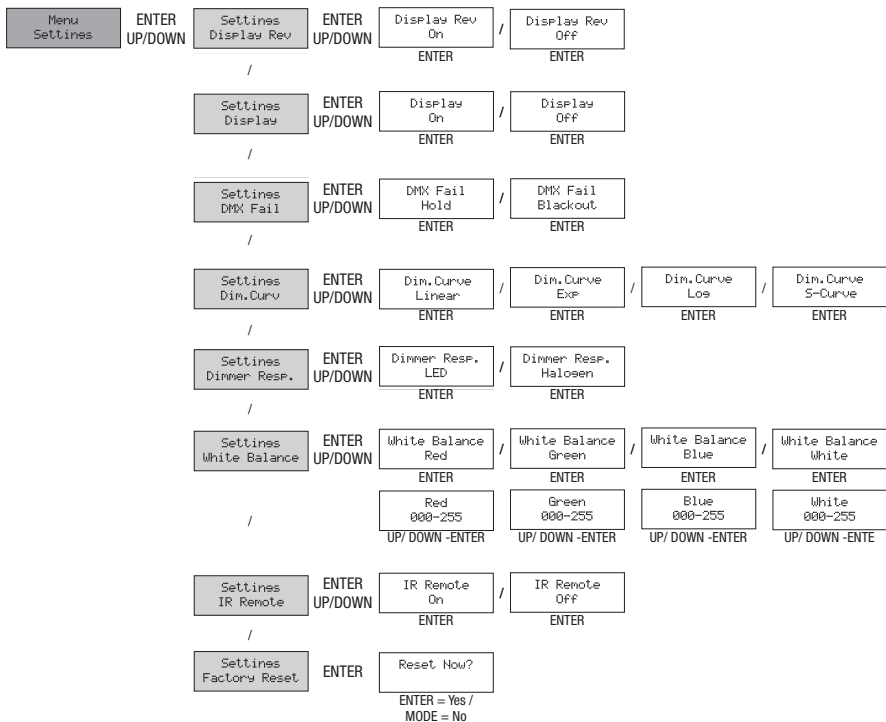 Menu
Settings
ENTER
UP/DOWN
Settings
Display Rev
ENTER
UP/DOWN
Display Rev
On
ENTER
/
Display Rev
Off
ENTER
/
Settings
Display
ENTER
UP/DOWN
Display
On
ENTER
/
Display
Off
ENTER
/
Settings
DMX Fail
ENTER
UP/DOWN
DMX Fail
Hold
ENTER
/
DMX Fail
Blackout
ENTER
/
Settings
Dim.Curv
ENTER
UP/DOWN
Dim.Curve
Linear
ENTER
/
Dim.Curve
Exp
ENTER
/
Dim.Curve
Log
ENTER
/
Dim.Curve
S-Curve
ENTER
/
Settings
Dimmer Resp.
ENTER
UP/DOWN
Dimmer Resp.
LED
ENTER
/
Dimmer Resp.
Halogen
ENTER
/
Settings
White Balance
ENTER
UP/DOWN
White Balance
Red
ENTER
/
White Balance
Green
ENTER
/
White Balance
Blue
ENTER
/
White Balance
White
ENTER
/
Red
000-255
UP/ DOWN -ENTER
Green
000-255
UP/ DOWN -ENTER
Blue
000-255
UP/ DOWN -ENTER
White
000-255
UP/ DOWN -ENTE
Settings
IR Remote
ENTER
UP/DOWN
IR Remote
On
ENTER
/
IR Remote
Off
ENTER
/
Settings
Factory Reset
ENTER
Reset Now?
ENTER = Yes /
MODE = No